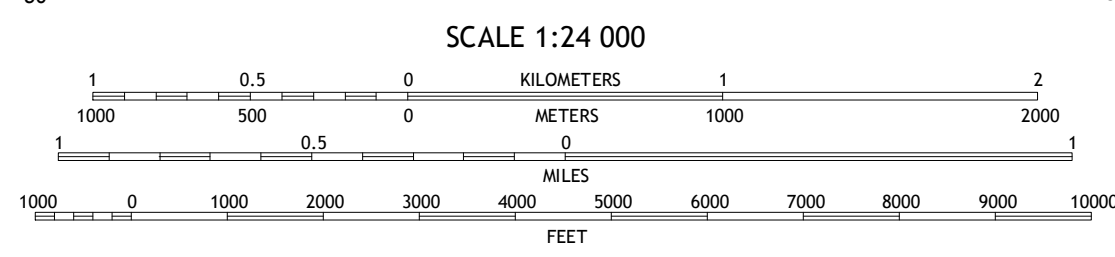 SCALE 1:24 000
1 0.5 0 KILOMETERS 1 2
1000 500 0 METERS 1000 2000
1 0.5 0 1
MILES
1000 0 1000 2000 3000 4000 5000 6000 7000 8000 9000 10000
FEET